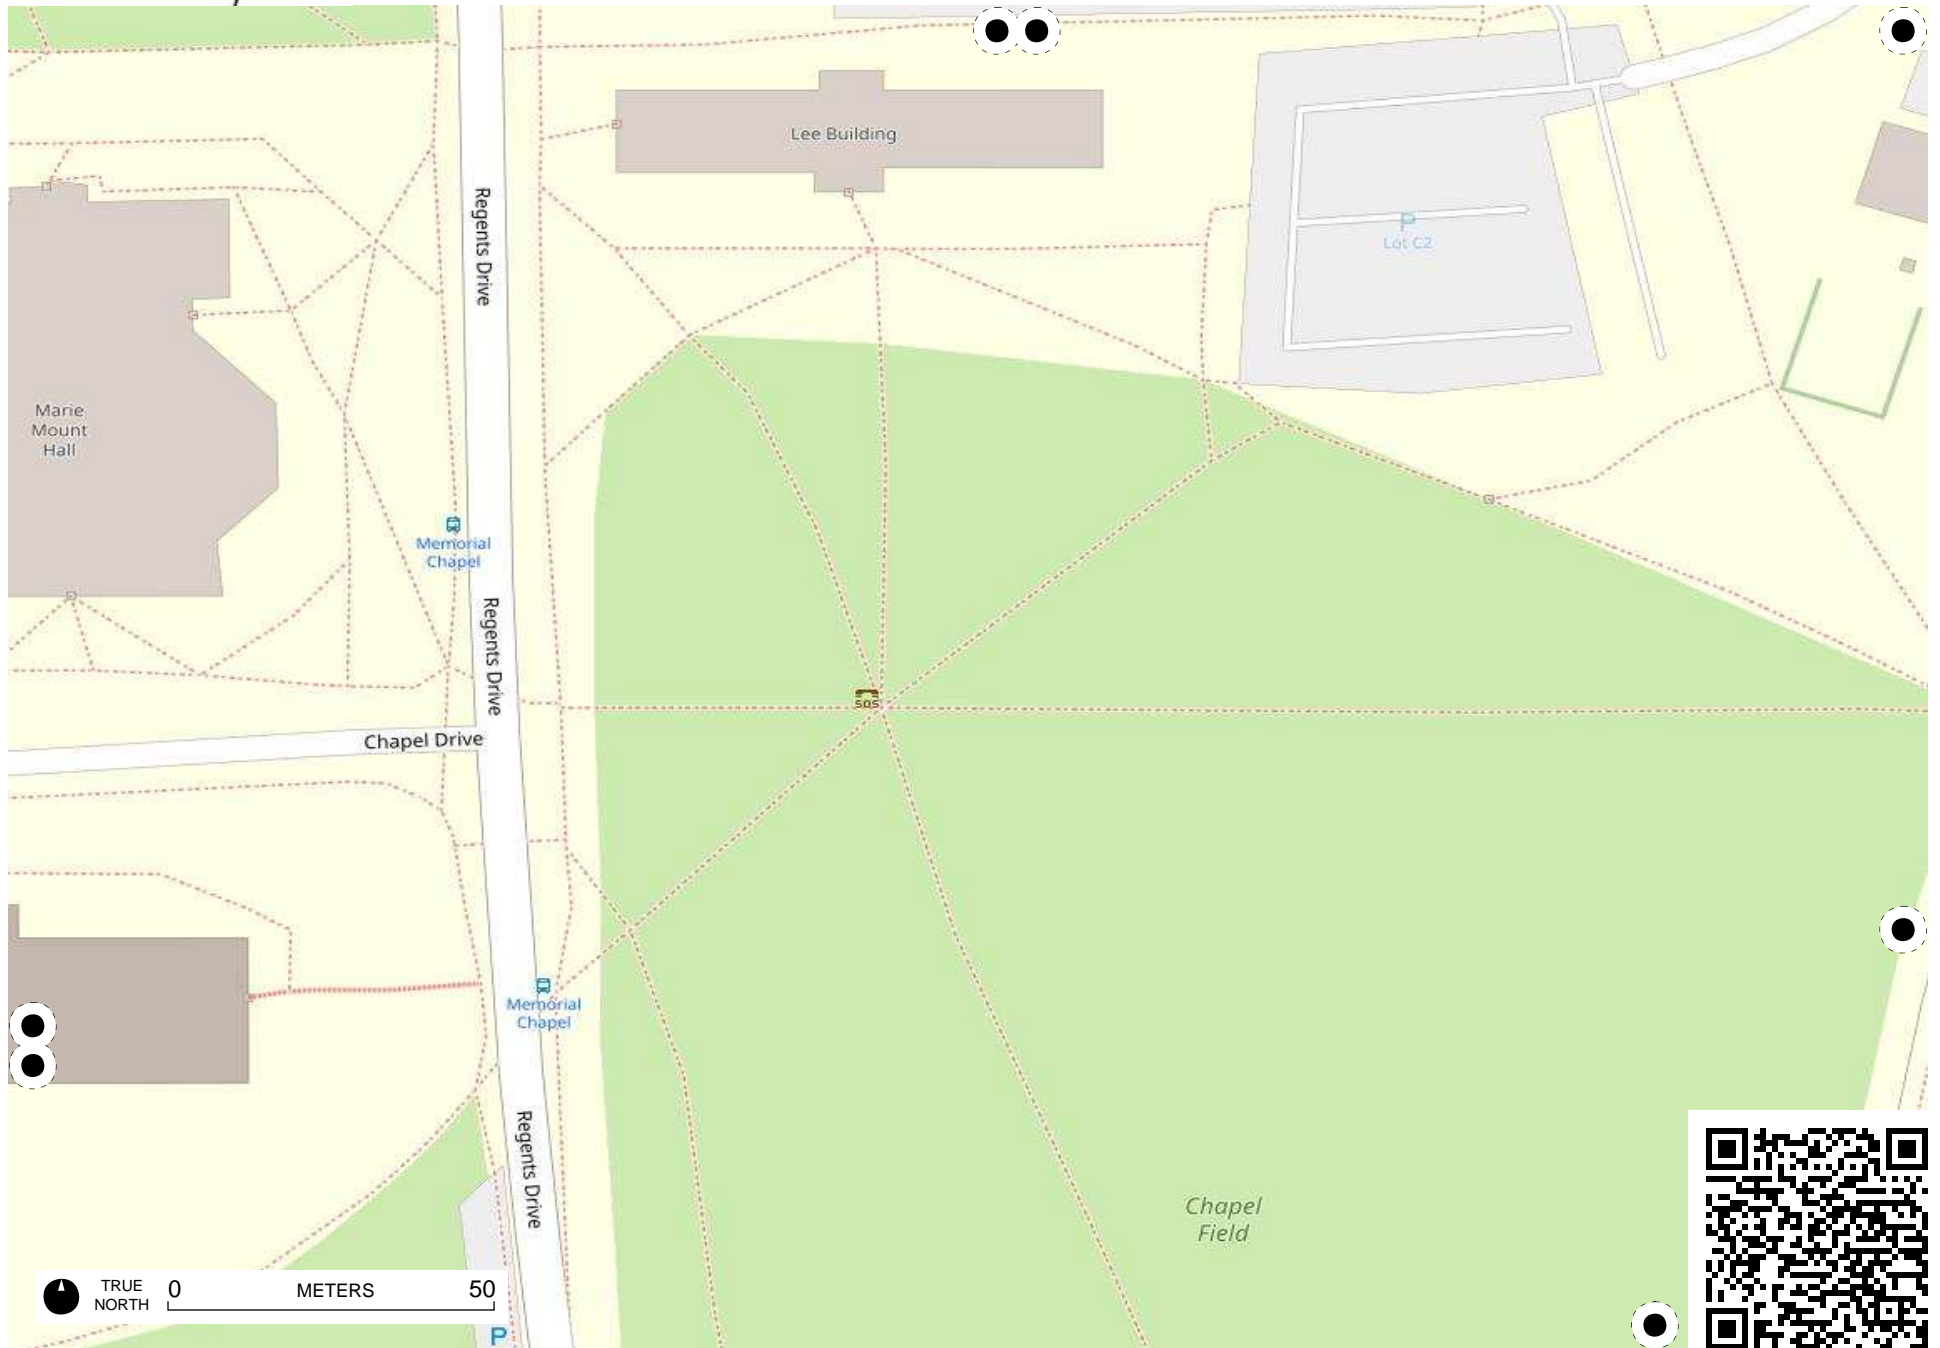 Lee Building
Regents Drive
P
Lot C2
Marie
Mount
Hall
Memorial
Chapel
Regents Drive
SOS
Chapel Drive
Memorial
Chapel
Regents Drive
Chapel
Field
TRUE
NORTH
0 METERS 50
P